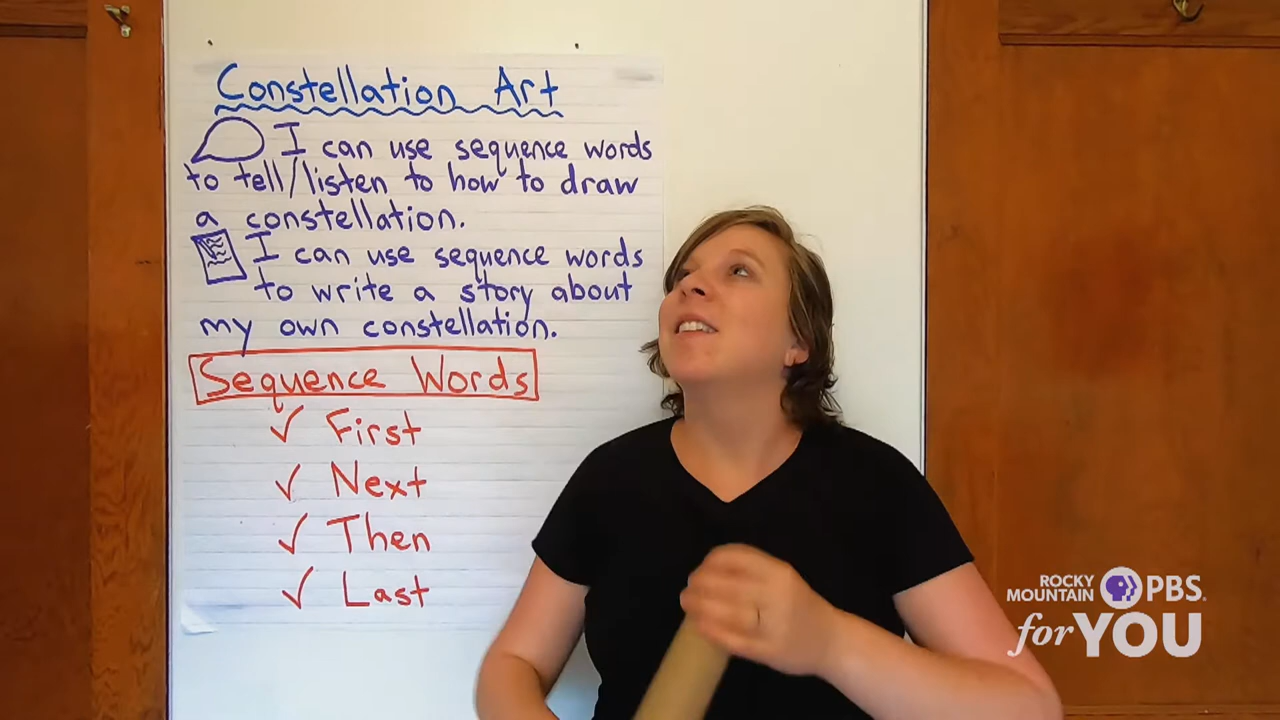 Constellation Art
I can use sequence words
to tell/listen to how to draw
a constellation.
I can use sequence words
to write a story about
my own constellation.
Sequence Words
✓ First
✓ Next
✓ Then
✓ Last
ROCKY
MOUNTAIN PBS
for YOU